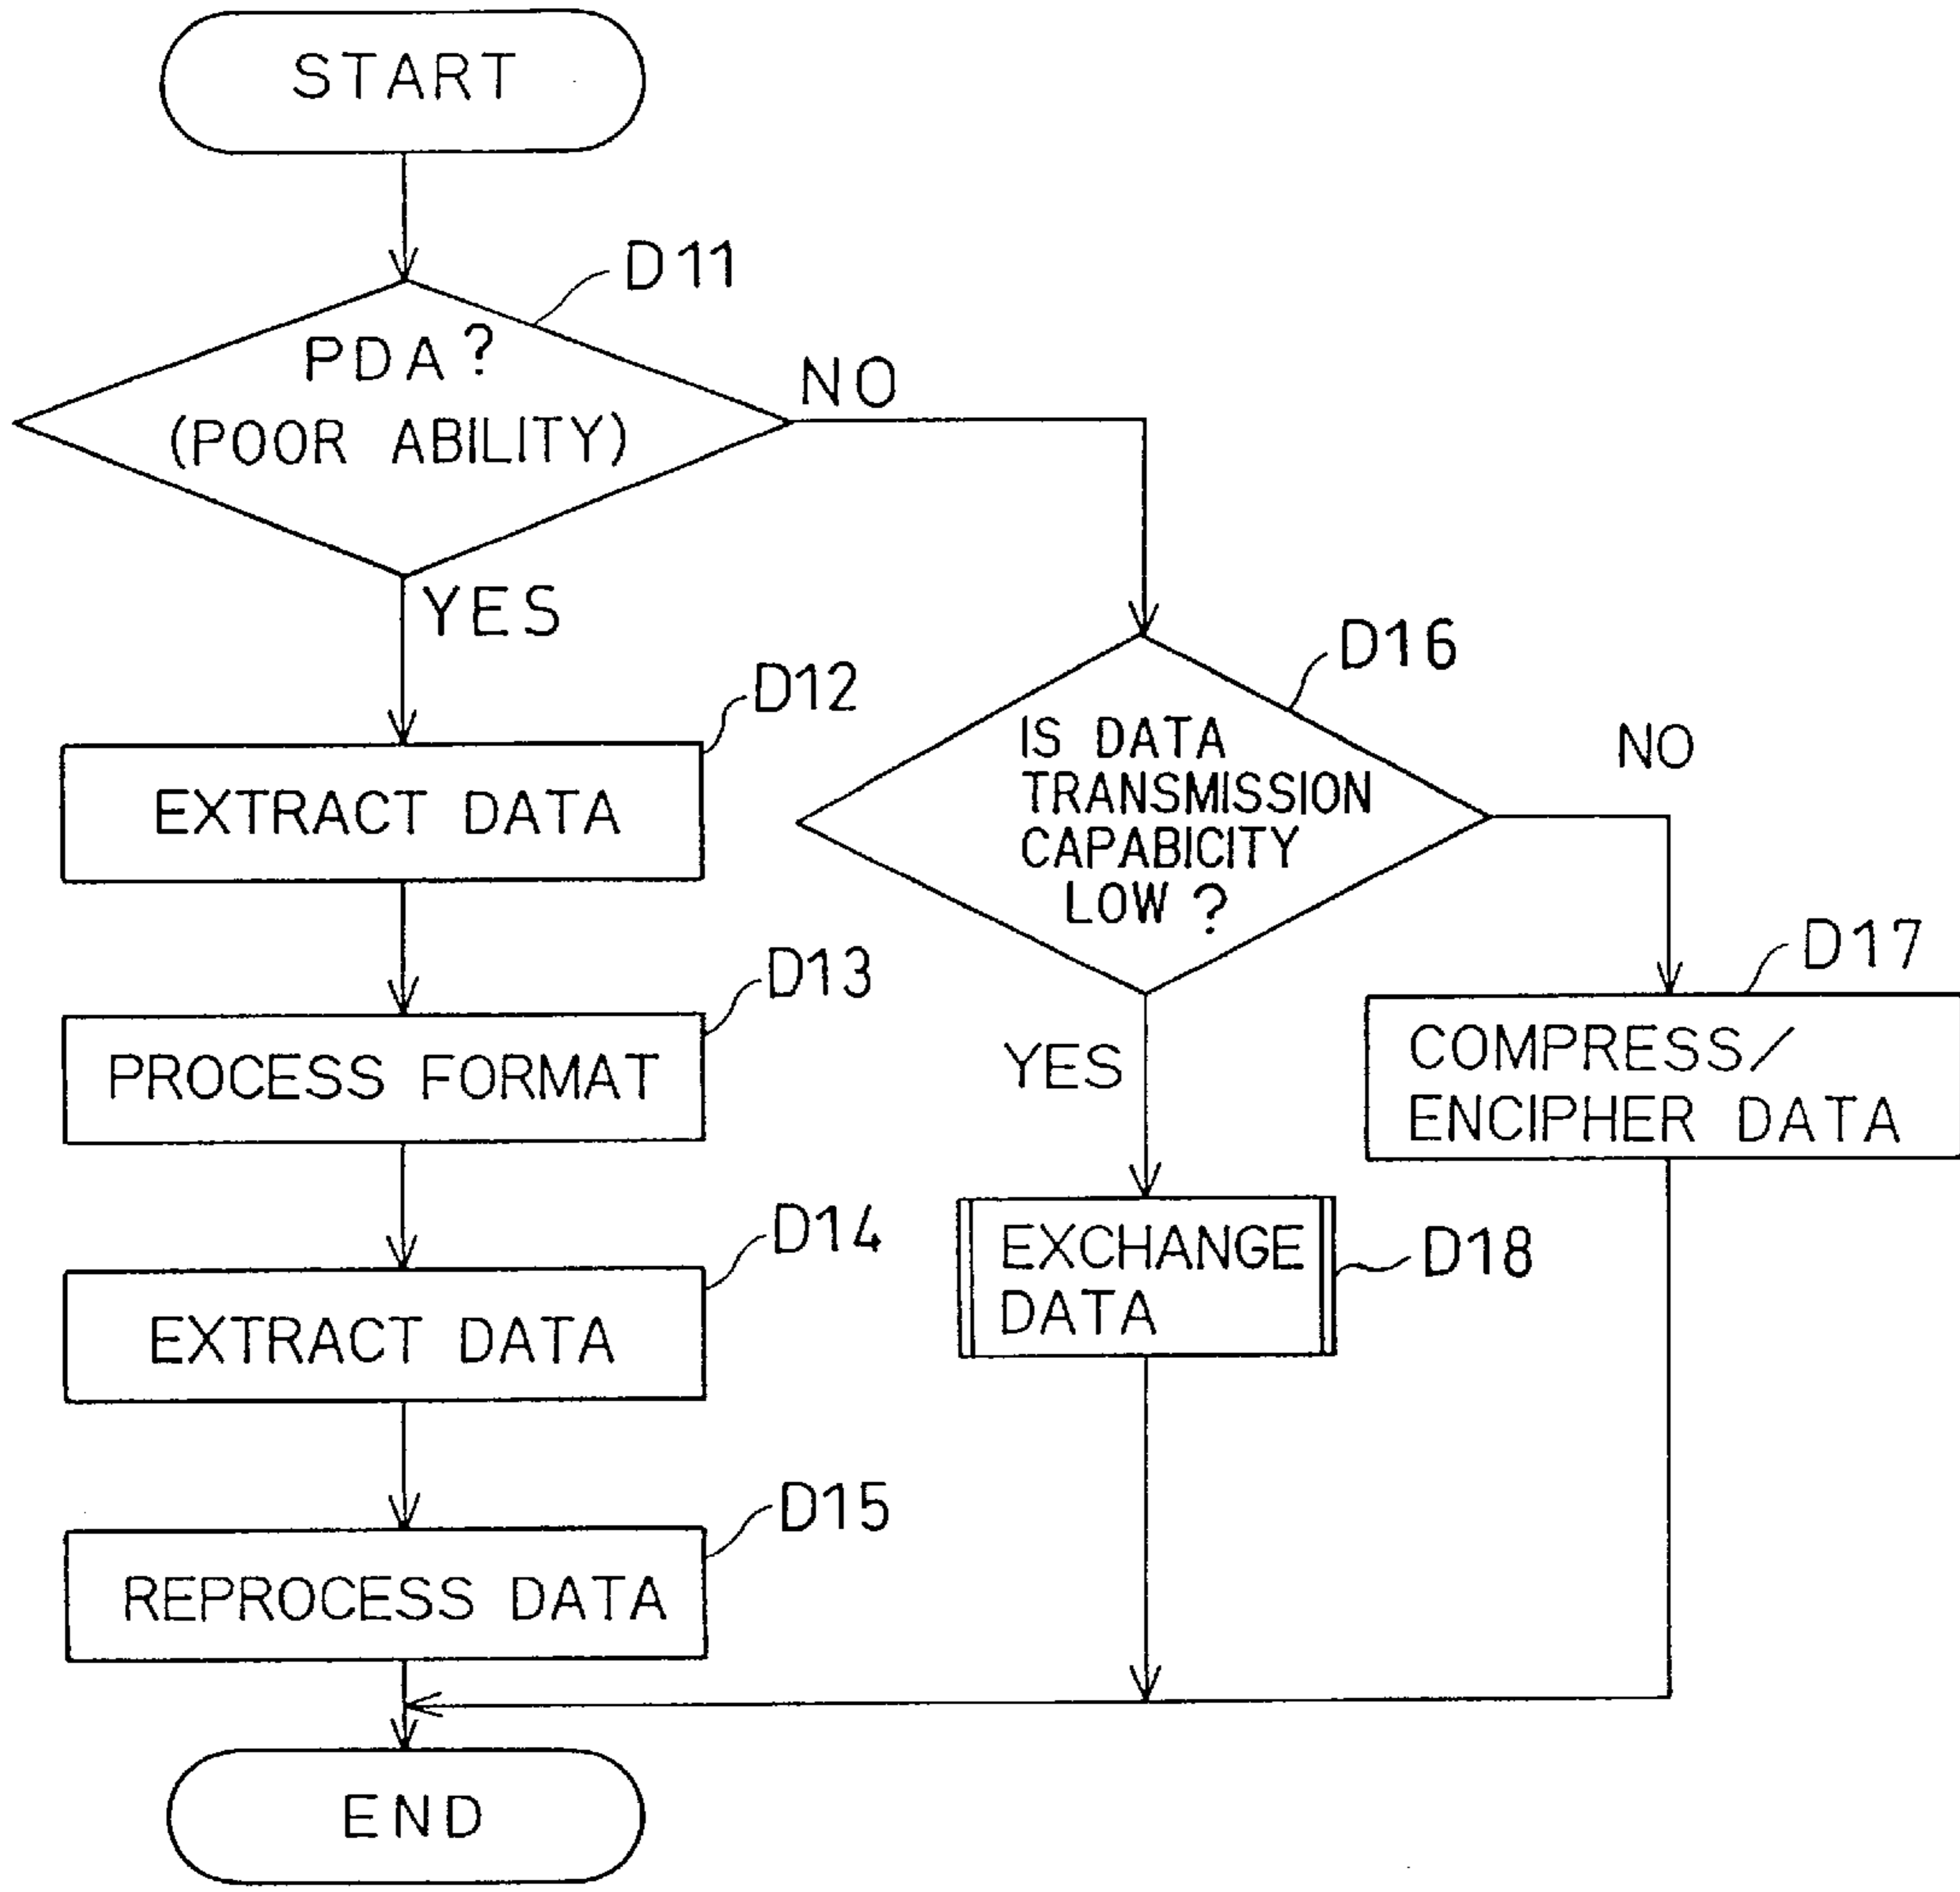 START
D11
PDA?
(POOR ABILITY)
NO
YES
D12
EXTRACT DATA
D13
PROCESS FORMAT
D14
EXTRACT DATA
D15
REPROCESS DATA
D16
IS DATA
TRANSMISSION
CAPABICITY
LOW ?
NO
YES
D17
COMPRESS/
ENCIPHER DATA
EXCHANGE
DATA
D18
END